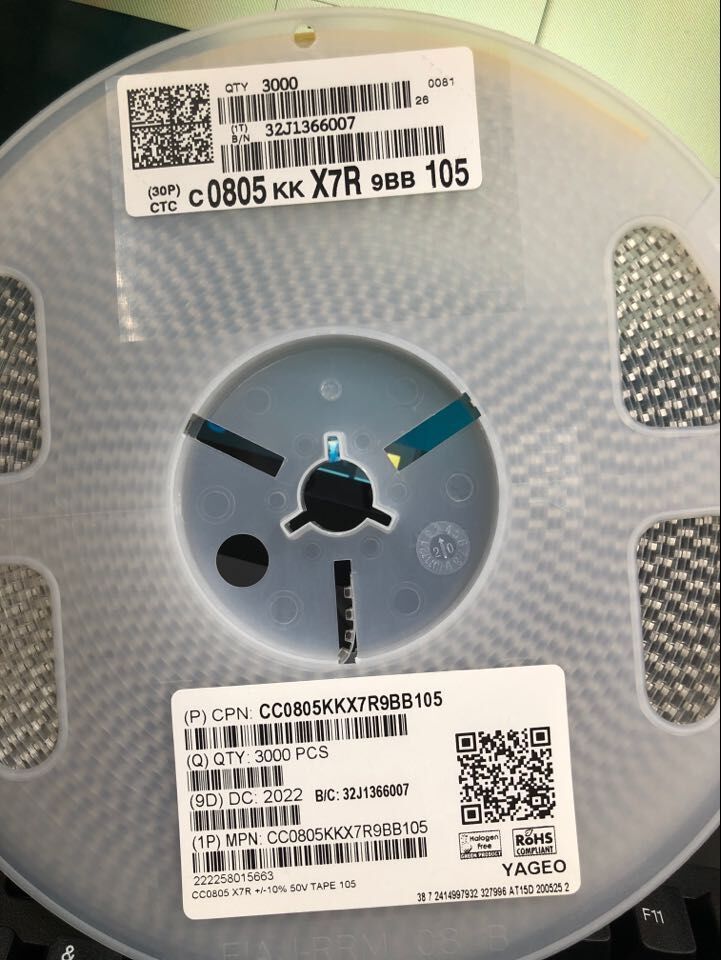 QTY 3000
0081
26
(1T)
B/N 32J1366007
(30P)
CTC C0805 KK X7R 9BB 105
(P) CPN: CC0805KKX7R9BB105
(Q) QTY: 3000 PCS
(9D) DC: 2022 B/C: 32J1366007
(1P) MPN: CC0805KKX7R9BB105
222258015663
CC0805 X7R +/-10% 50V TAPE 105
Halogen
free
GREEN PRODUCT
RoHS
COMPLIANT
YAGEO
38 7 2414997932 327996 AT15D 200525 2
F11
&